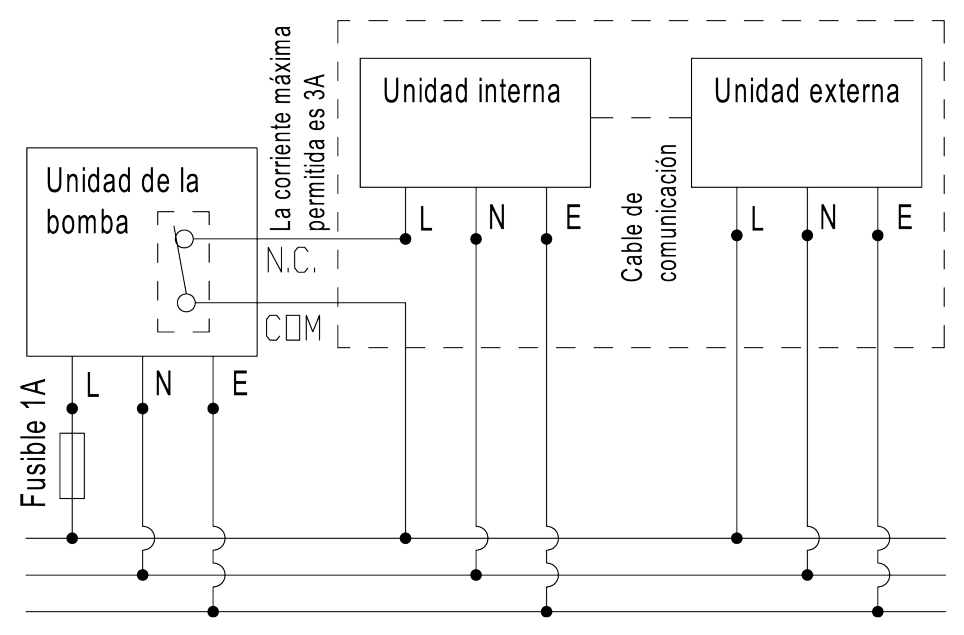 La corriente máxima
permitida es 3A
Unidad interna
Unidad externa
Unidad de la
bomba
Cable de
comunicación
L
N
E
L
N
E
N.C.
COM
L
N
E
Fusible 1A